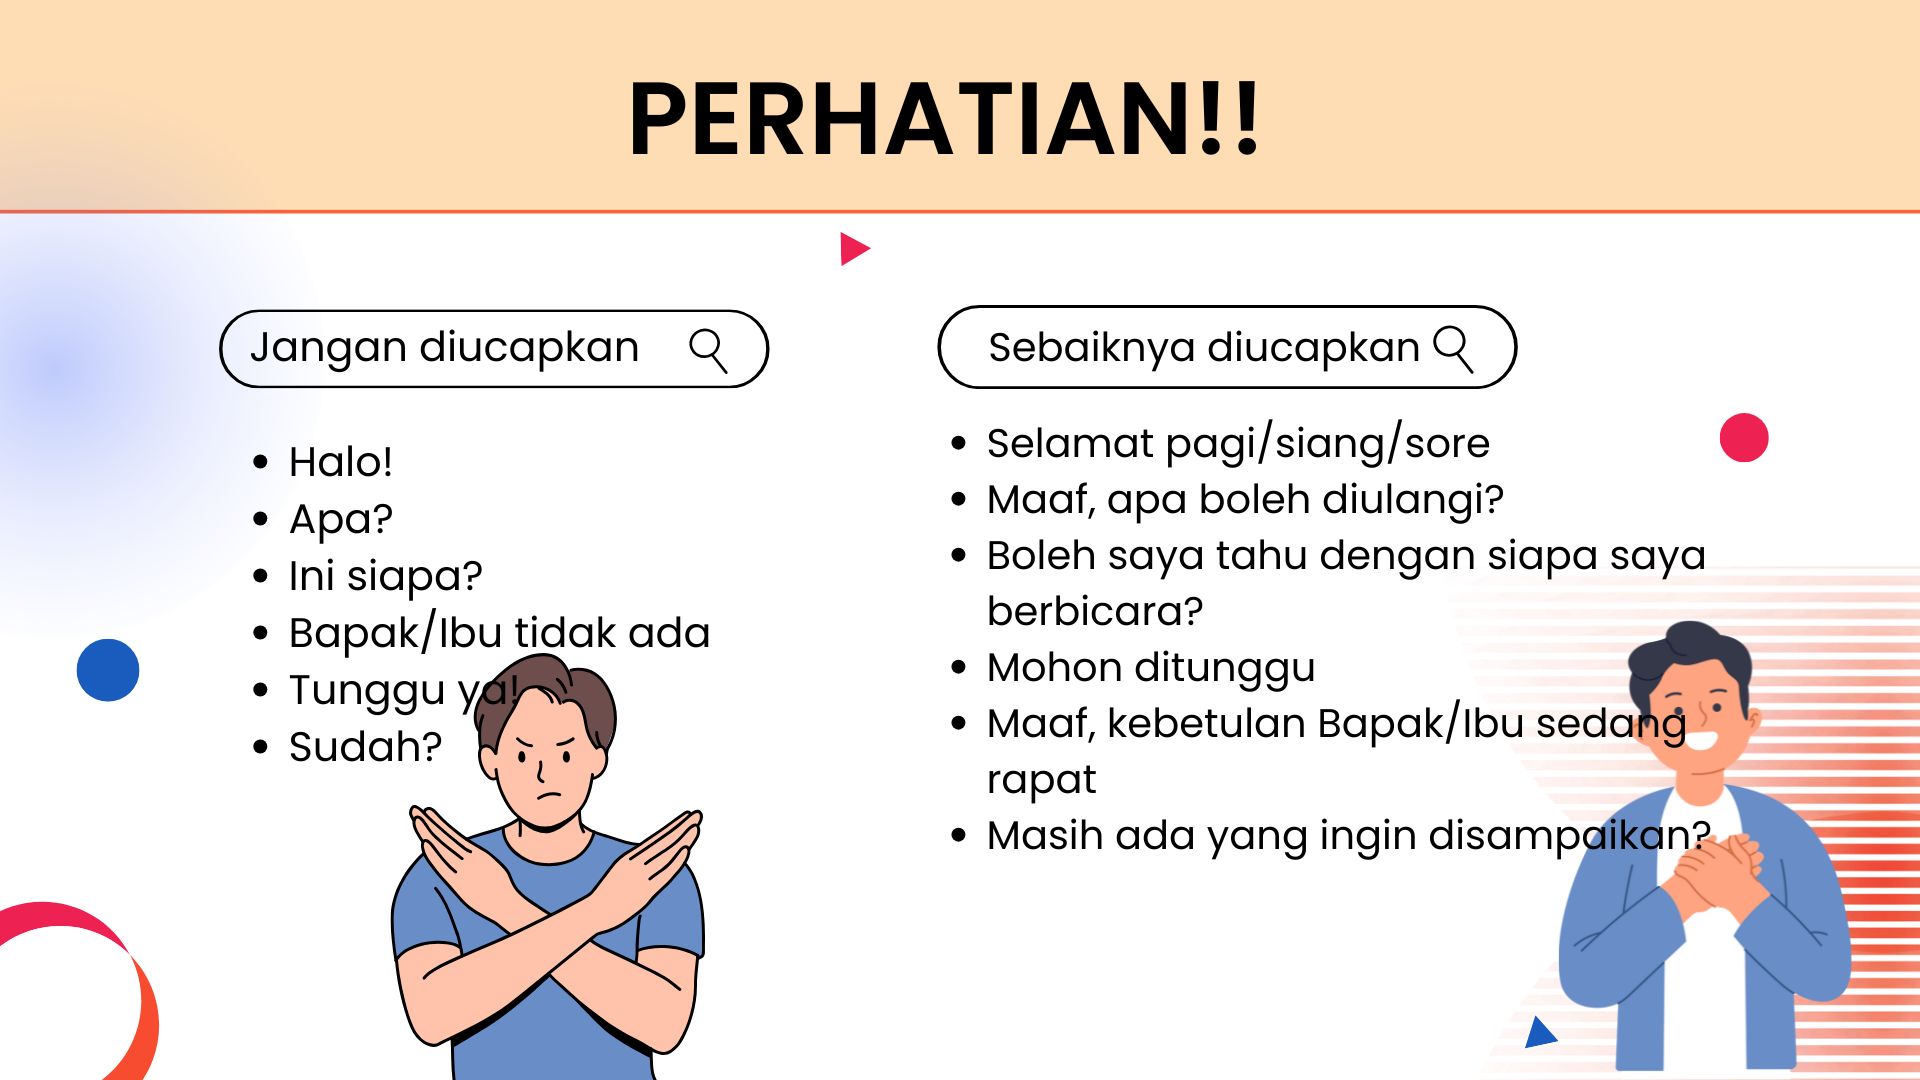 PERHATIAN!!
Jangan diucapkan
• Halo!
• Apa?
• Ini siapa?
• Bapak/Ibu tidak ada
• Tunggu ya!
• Sudah?
Sebaiknya diucapkan
• Selamat pagi/siang/sore
• Maaf, apa boleh diulangi?
• Boleh saya tahu dengan siapa saya
berbicara?
• Mohon ditunggu
• Maaf, kebetulan Bapak/Ibu sedang
rapat
• Masih ada yang ingin disampaikan?